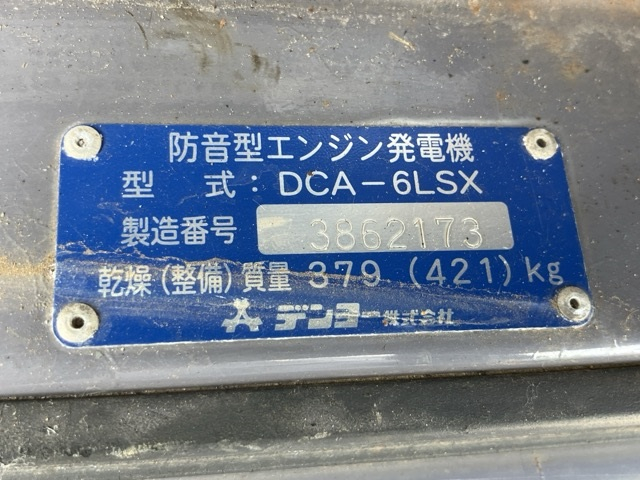 防音型エンジン発電機
型 式：DCA－6LSX
製造番号 3862173
乾燥（整備）質量 379（421）kg
デンヨー株式会社